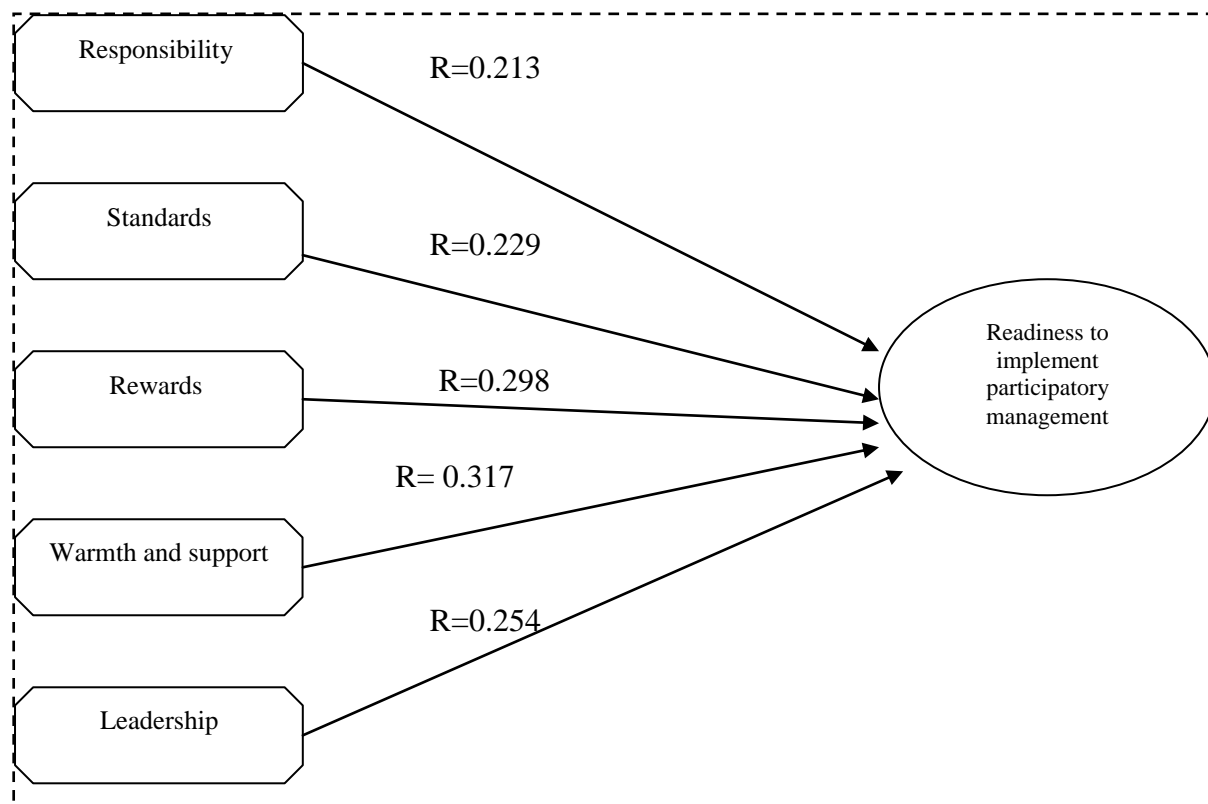 Responsibility
R=0.213
Standards
R=0.229
Rewards
R=0.298
Readiness to
implement
participatory
management
R= 0.317
Warmth and support
R=0.254
Leadership